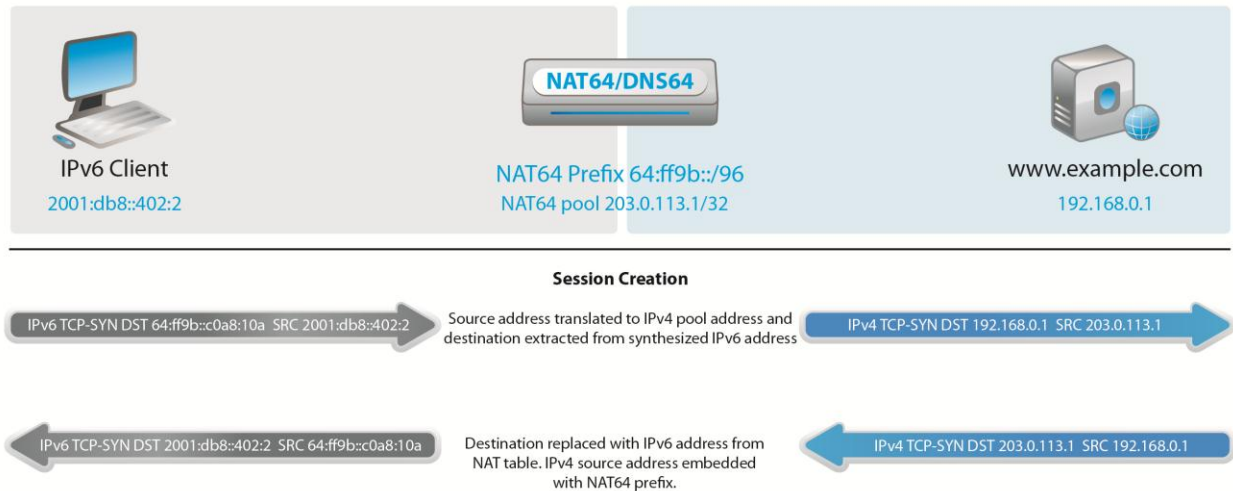 NAT64/DNS64
IPv6 Client
2001:db8::402:2
NAT64 Prefix 64:ff9b::/96
NAT64 pool 203.0.113.1/32
www.example.com
192.168.0.1
Session Creation
IPv6 TCP-SYN DST 64:ff9b::c0a8:10a SRC 2001:db8::402:2
Source address translated to IPv4 pool address and
destination extracted from synthesized IPv6 address
IPv4 TCP-SYN DST 192.168.0.1 SRC 203.0.113.1
IPv6 TCP-SYN DST 2001:db8::402:2 SRC 64:ff9b::c0a8:10a
Destination replaced with IPv6 address from
NAT table. IPv4 source address embedded
with NAT64 prefix.
IPv4 TCP-SYN DST 203.0.113.1 SRC 192.168.0.1